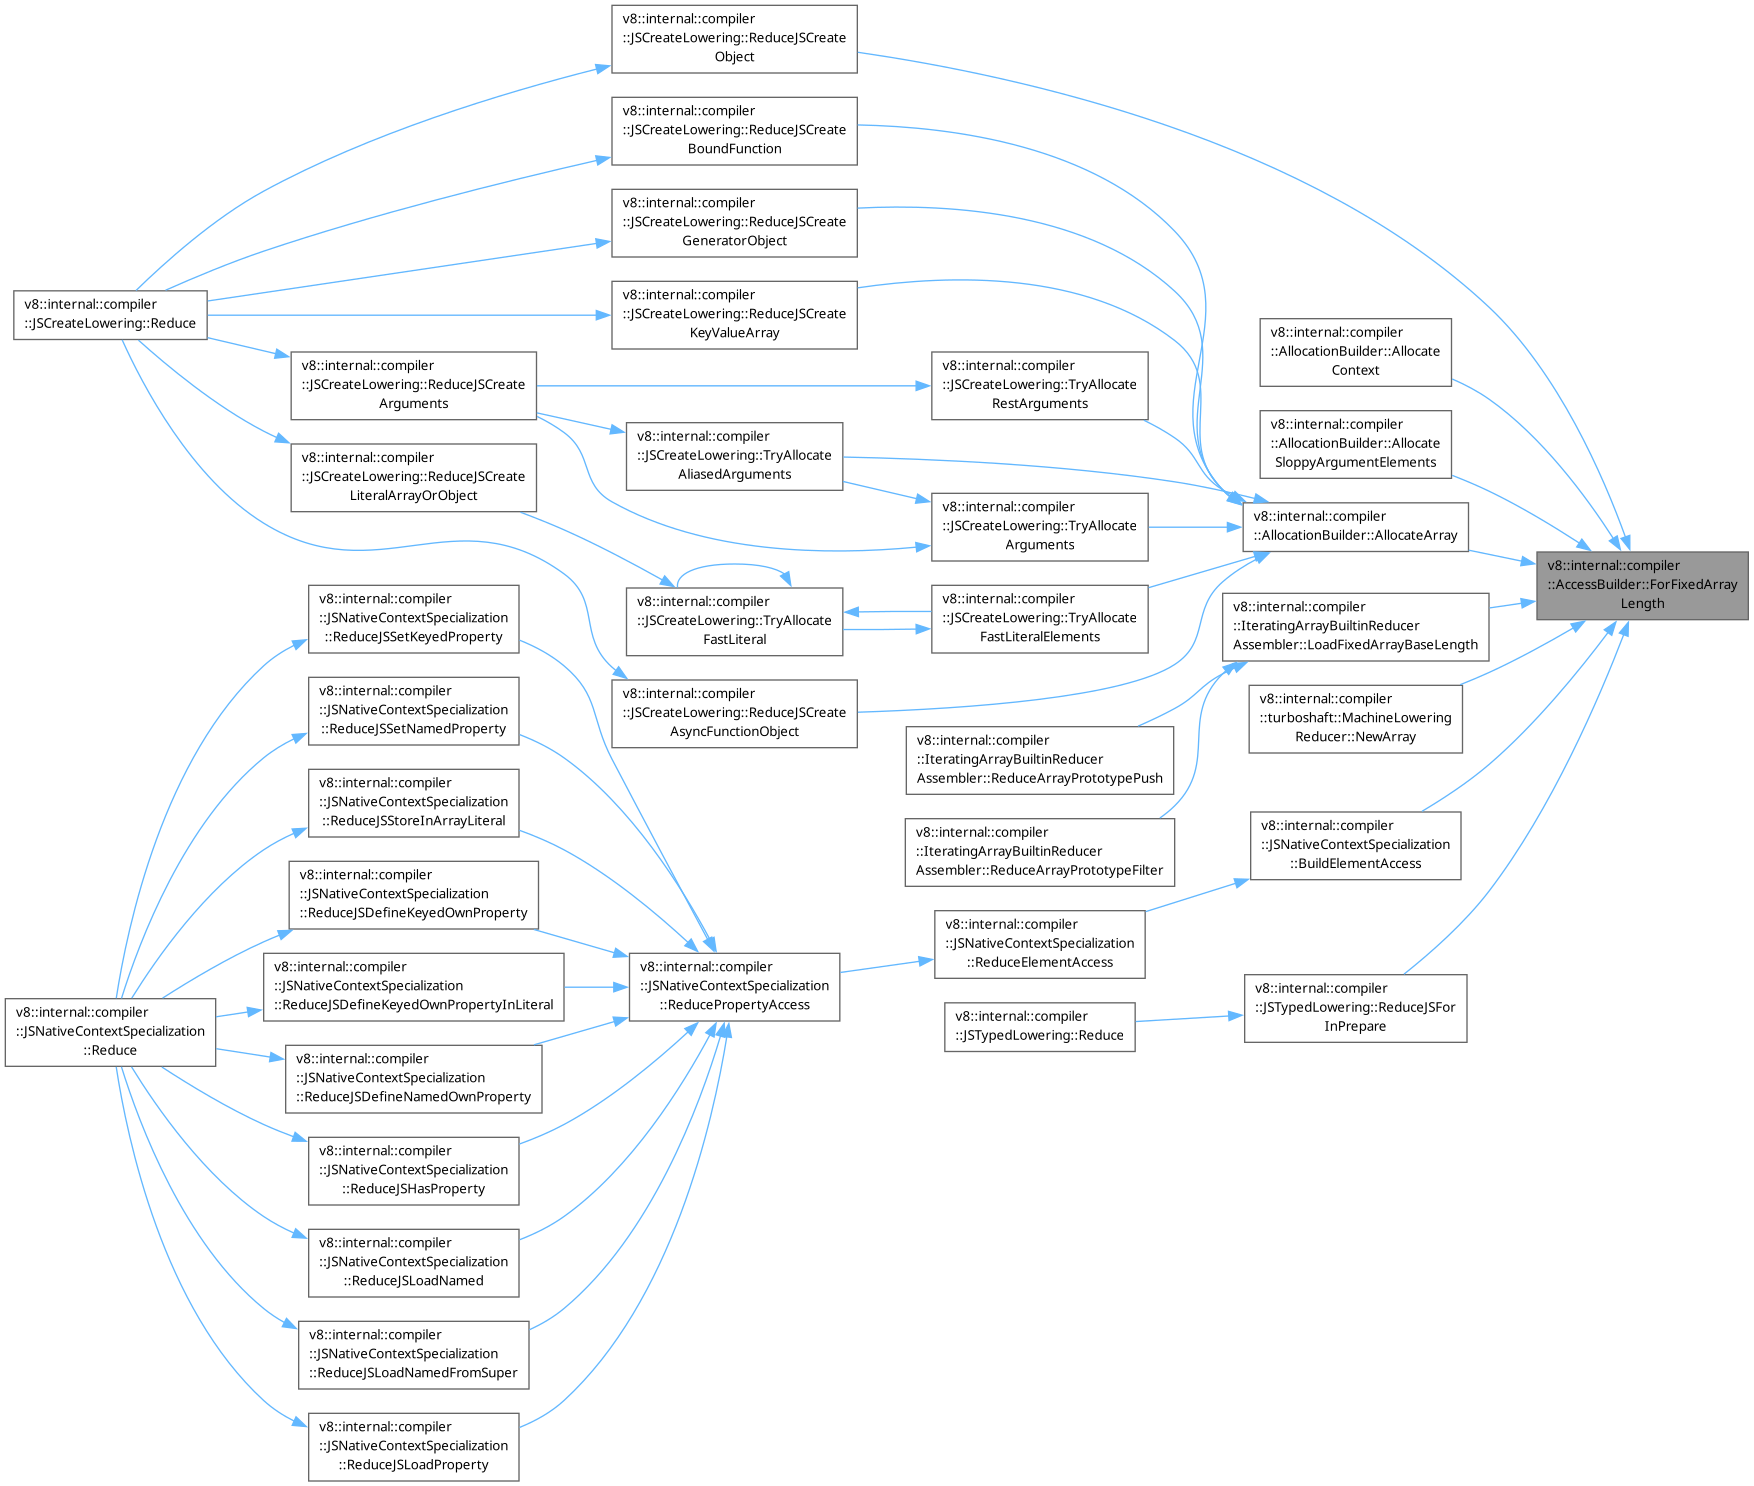 v8::internal::compiler
::JSCreateLowering::ReduceJSCreate
Object
v8::internal::compiler
::JSCreateLowering::ReduceJSCreate
BoundFunction
v8::internal::compiler
::JSCreateLowering::ReduceJSCreate
GeneratorObject
v8::internal::compiler
::JSCreateLowering::Reduce
v8::internal::compiler
::JSCreateLowering::ReduceJSCreate
KeyValueArray
v8::internal::compiler
::AllocationBuilder::Allocate
Context
v8::internal::compiler
::JSCreateLowering::ReduceJSCreate
Arguments
v8::internal::compiler
::JSCreateLowering::TryAllocate
RestArguments
v8::internal::compiler
::AllocationBuilder::Allocate
SloppyArgumentElements
v8::internal::compiler
::JSCreateLowering::TryAllocate
AliasedArguments
v8::internal::compiler
::JSCreateLowering::ReduceJSCreate
LiteralArrayOrObject
v8::internal::compiler
::JSCreateLowering::TryAllocate
Arguments
v8::internal::compiler
::AllocationBuilder::AllocateArray
v8::internal::compiler
::AccessBuilder::ForFixedArray
Length
v8::internal::compiler
::JSNativeContextSpecialization
::ReduceJSSetKeyedProperty
v8::internal::compiler
::JSCreateLowering::TryAllocate
FastLiteral
v8::internal::compiler
::JSCreateLowering::TryAllocate
FastLiteralElements
v8::internal::compiler
::IteratingArrayBuiltinReducer
Assembler::LoadFixedArrayBaseLength
v8::internal::compiler
::JSNativeContextSpecialization
::ReduceJSSetNamedProperty
v8::internal::compiler
::JSCreateLowering::ReduceJSCreate
AsyncFunctionObject
v8::internal::compiler
::turboshaft::MachineLowering
Reducer::NewArray
v8::internal::compiler
::IteratingArrayBuiltinReducer
Assembler::ReduceArrayPrototypePush
v8::internal::compiler
::JSNativeContextSpecialization
::ReduceJSStoreInArrayLiteral
v8::internal::compiler
::IteratingArrayBuiltinReducer
Assembler::ReduceArrayPrototypeFilter
v8::internal::compiler
::JSNativeContextSpecialization
::BuildElementAccess
v8::internal::compiler
::JSNativeContextSpecialization
::ReduceJSDefineKeyedOwnProperty
v8::internal::compiler
::JSNativeContextSpecialization
::ReduceElementAccess
v8::internal::compiler
::JSNativeContextSpecialization
::ReduceJSDefineKeyedOwnPropertyInLiteral
v8::internal::compiler
::JSNativeContextSpecialization
::ReducePropertyAccess
v8::internal::compiler
::JSTypedLowering::ReduceJSFor
InPrepare
v8::internal::compiler
::JSNativeContextSpecialization
::Reduce
v8::internal::compiler
::JSTypedLowering::Reduce
v8::internal::compiler
::JSNativeContextSpecialization
::ReduceJSDefineNamedOwnProperty
v8::internal::compiler
::JSNativeContextSpecialization
::ReduceJSHasProperty
v8::internal::compiler
::JSNativeContextSpecialization
::ReduceJSLoadNamed
v8::internal::compiler
::JSNativeContextSpecialization
::ReduceJSLoadNamedFromSuper
v8::internal::compiler
::JSNativeContextSpecialization
::ReduceJSLoadProperty